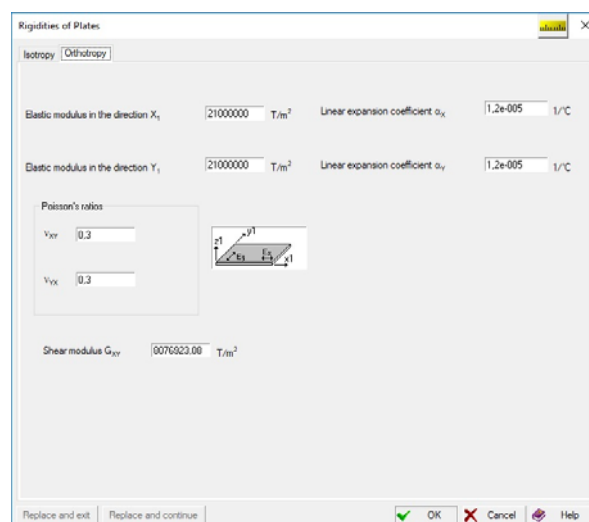 Rigidities of Plates
Isotropy Orthotropy
Elastic modulus in the direction X₁ 21000000 T/m² Linear expansion coefficient αX 1,2e-005 1/°C
Elastic modulus in the direction Y₁ 21000000 T/m² Linear expansion coefficient αY 1,2e-005 1/°C
Poisson's ratios
νXY 0,3
νYX 0,3
z1 y1 x1
Shear modulus GXY 8076923,08 T/m²
Replace and exit Replace and continue OK Cancel Help